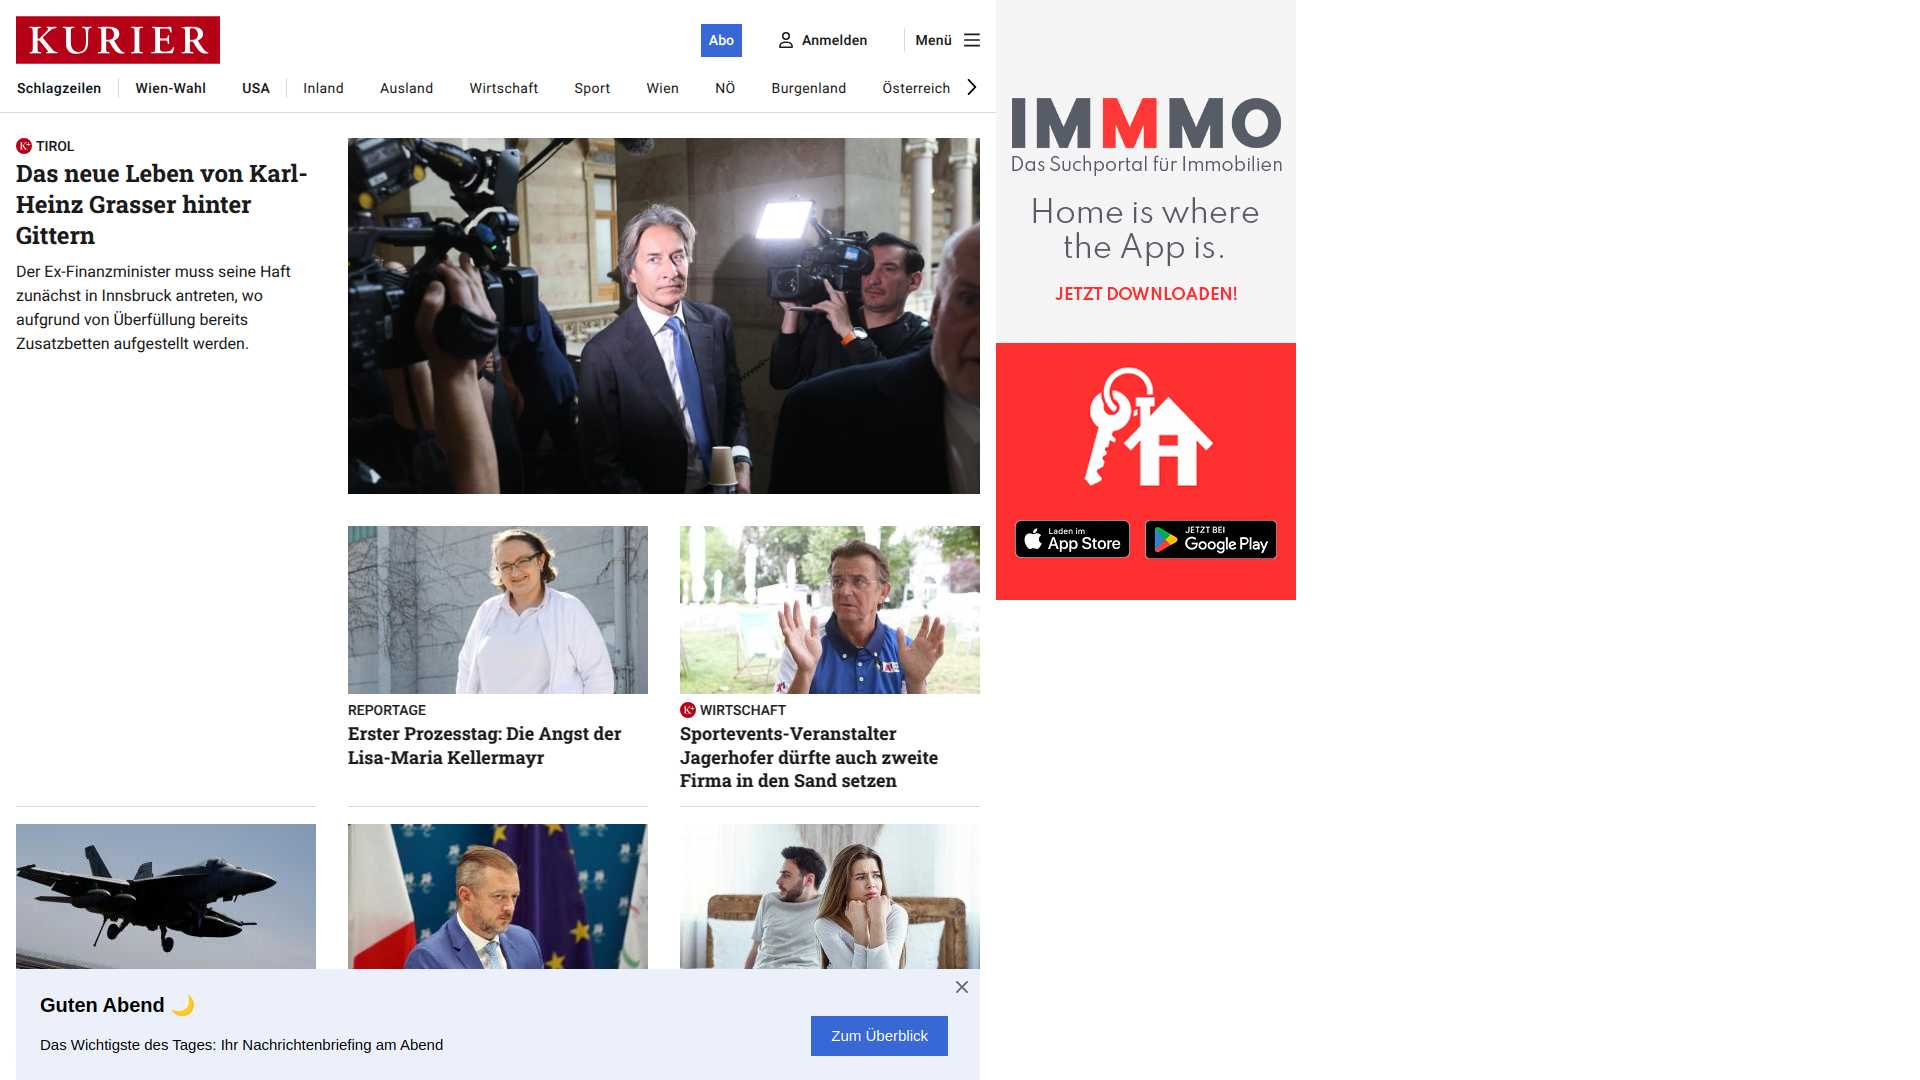 KURIER
Abo
Anmelden
Menü
Schlagzeilen
Wien-Wahl
USA
Inland
Ausland
Wirtschaft
Sport
Wien
NÖ
Burgenland
Österreich
K+ TIROL
Das neue Leben von Karl-
Heinz Grasser hinter
Gittern
Der Ex-Finanzminister muss seine Haft
zunächst in Innsbruck antreten, wo
aufgrund von Überfüllung bereits
Zusatzbetten aufgestellt werden.
REPORTAGE
Erster Prozesstag: Die Angst der
Lisa-Maria Kellermayr
K+ WIRTSCHAFT
Sportevents-Veranstalter
Jagerhofer dürfte auch zweite
Firma in den Sand setzen
Guten Abend 🌙
Das Wichtigste des Tages: Ihr Nachrichtenbriefing am Abend
Zum Überblick
IMMMO
Das Suchportal für Immobilien
Home is where
the App is.
JETZT DOWNLOADEN!
Laden im
App Store
JETZT BEI
Google Play